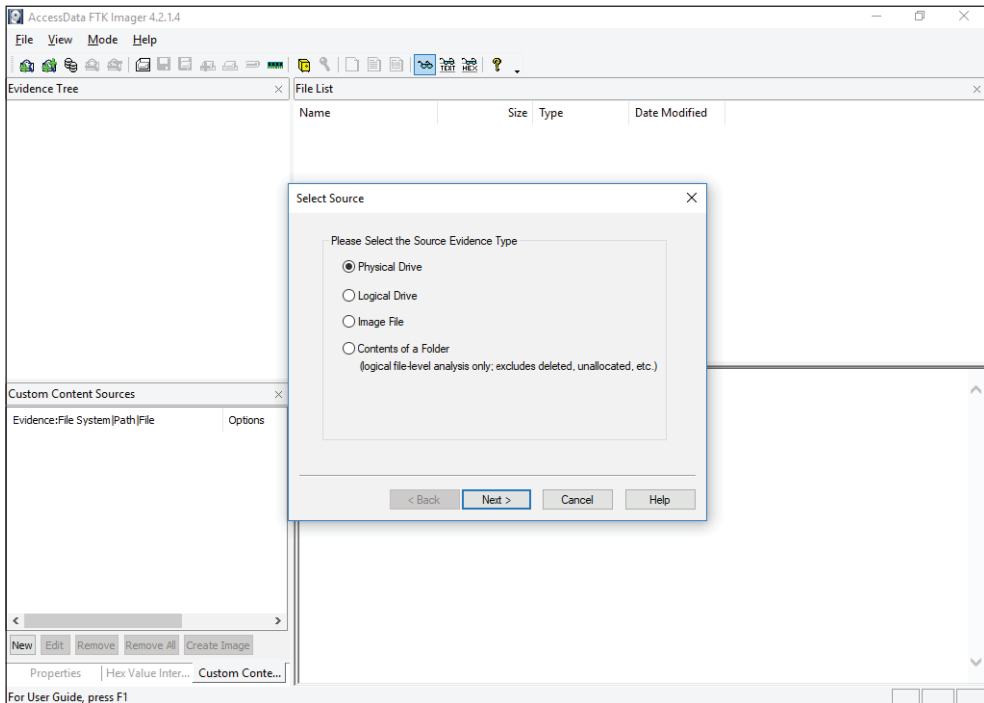 AccessData FTK Imager 4.2.1.4
File View Mode Help
TEXT HEX
Evidence Tree
File List
Name Size Type Date Modified
Select Source
Please Select the Source Evidence Type
Physical Drive
Logical Drive
Image File
Contents of a Folder
(logical file-level analysis only; excludes deleted, unallocated, etc.)
< Back Next > Cancel Help
Custom Content Sources
Evidence:File System|Path|File Options
New Edit Remove Remove All Create Image
Properties Hex Value Inter... Custom Conte...
For User Guide, press F1